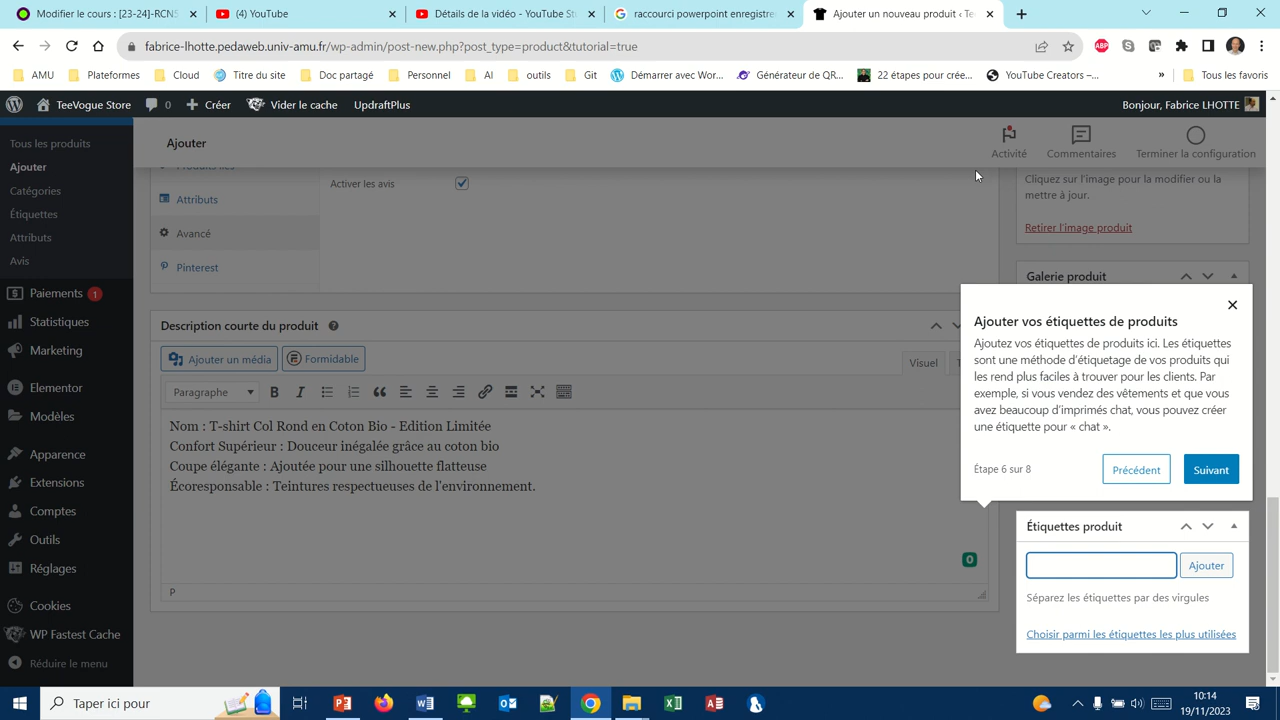 Modifier le cours : [23-24]-RCNS
(4) YouTube
Détails de la vidéo - YouTube St
raccourci powerpoint enregistre
Ajouter un nouveau produit ‹ Te
fabrice-lhotte.pedaweb.univ-amu.fr/wp-admin/post-new.php?post_type=product&tutorial=true
AMU
Plateformes
Cloud
Titre du site
Doc partagé
Personnel
AI
outils
Git
Démarrer avec Wor...
Générateur de QR...
22 étapes pour crée...
YouTube Creators –...
»
Tous les favoris
TeeVogue Store
0
Créer
Vider le cache
UpdraftPlus
Bonjour, Fabrice LHOTTE
Tous les produits
Ajouter
Catégories
Étiquettes
Attributs
Avis
Paiements 1
Statistiques
Marketing
Elementor
Modèles
Apparence
Extensions
Comptes
Outils
Réglages
Cookies
WP Fastest Cache
Réduire le menu
Ajouter
Activité
Commentaires
Terminer la configuration
Produits liés
Attributs
Avancé
Pinterest
Activer les avis
Description courte du produit
Ajouter un média
Formidable
Visuel
T
Paragraphe
Nom : T-shirt Col Rond en Coton Bio - Edition Limitée
Confort Supérieur : Douceur inégalée grâce au coton bio
Coupe élégante : Ajoutée pour une silhouette flatteuse
Écoresponsable : Teintures respectueuses de l'environnement.
0
P
Cliquez sur l'image pour la modifier ou la
mettre à jour.
Retirer l'image produit
Galerie produit
Ajouter vos étiquettes de produits
Ajoutez vos étiquettes de produits ici. Les étiquettes
sont une méthode d'étiquetage de vos produits qui
les rend plus faciles à trouver pour les clients. Par
exemple, si vous vendez des vêtements et que vous
avez beaucoup d'imprimés chat, vous pouvez créer
une étiquette pour « chat ».
Étape 6 sur 8
Précédent
Suivant
Étiquettes produit
Ajouter
Séparez les étiquettes par des virgules
Choisir parmi les étiquettes les plus utilisées
Taper ici pour
10:14
19/11/2023